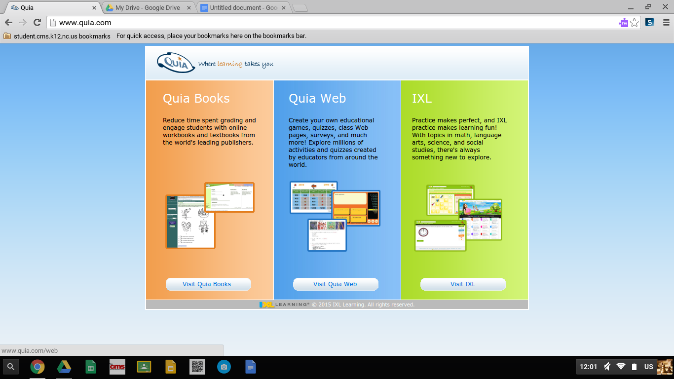 Quia
My Drive - Google Drive
Untitled document - Goo
www.quia.com
student.cms.k12.nc.us bookmarks
For quick access, place your bookmarks here on the bookmarks bar.
QUIA Where learning takes you
Quia Books
Reduce time spent grading and
engage students with online
workbooks and textbooks from
the world's leading publishers.
Visit Quia Books
Quia Web
Create your own educational
games, quizzes, class Web
pages, surveys, and much
more! Explore millions of
activities and quizzes created
by educators from around the
world.
Visit Quia Web
IXL
Practice makes perfect, and IXL
practice makes learning fun!
With topics in math, language
arts, science, and social
studies, there's always
something new to explore.
Visit IXL
IXL LEARNING © 2015 IXL Learning. All rights reserved.
www.quia.com/web
cms
12:01 US